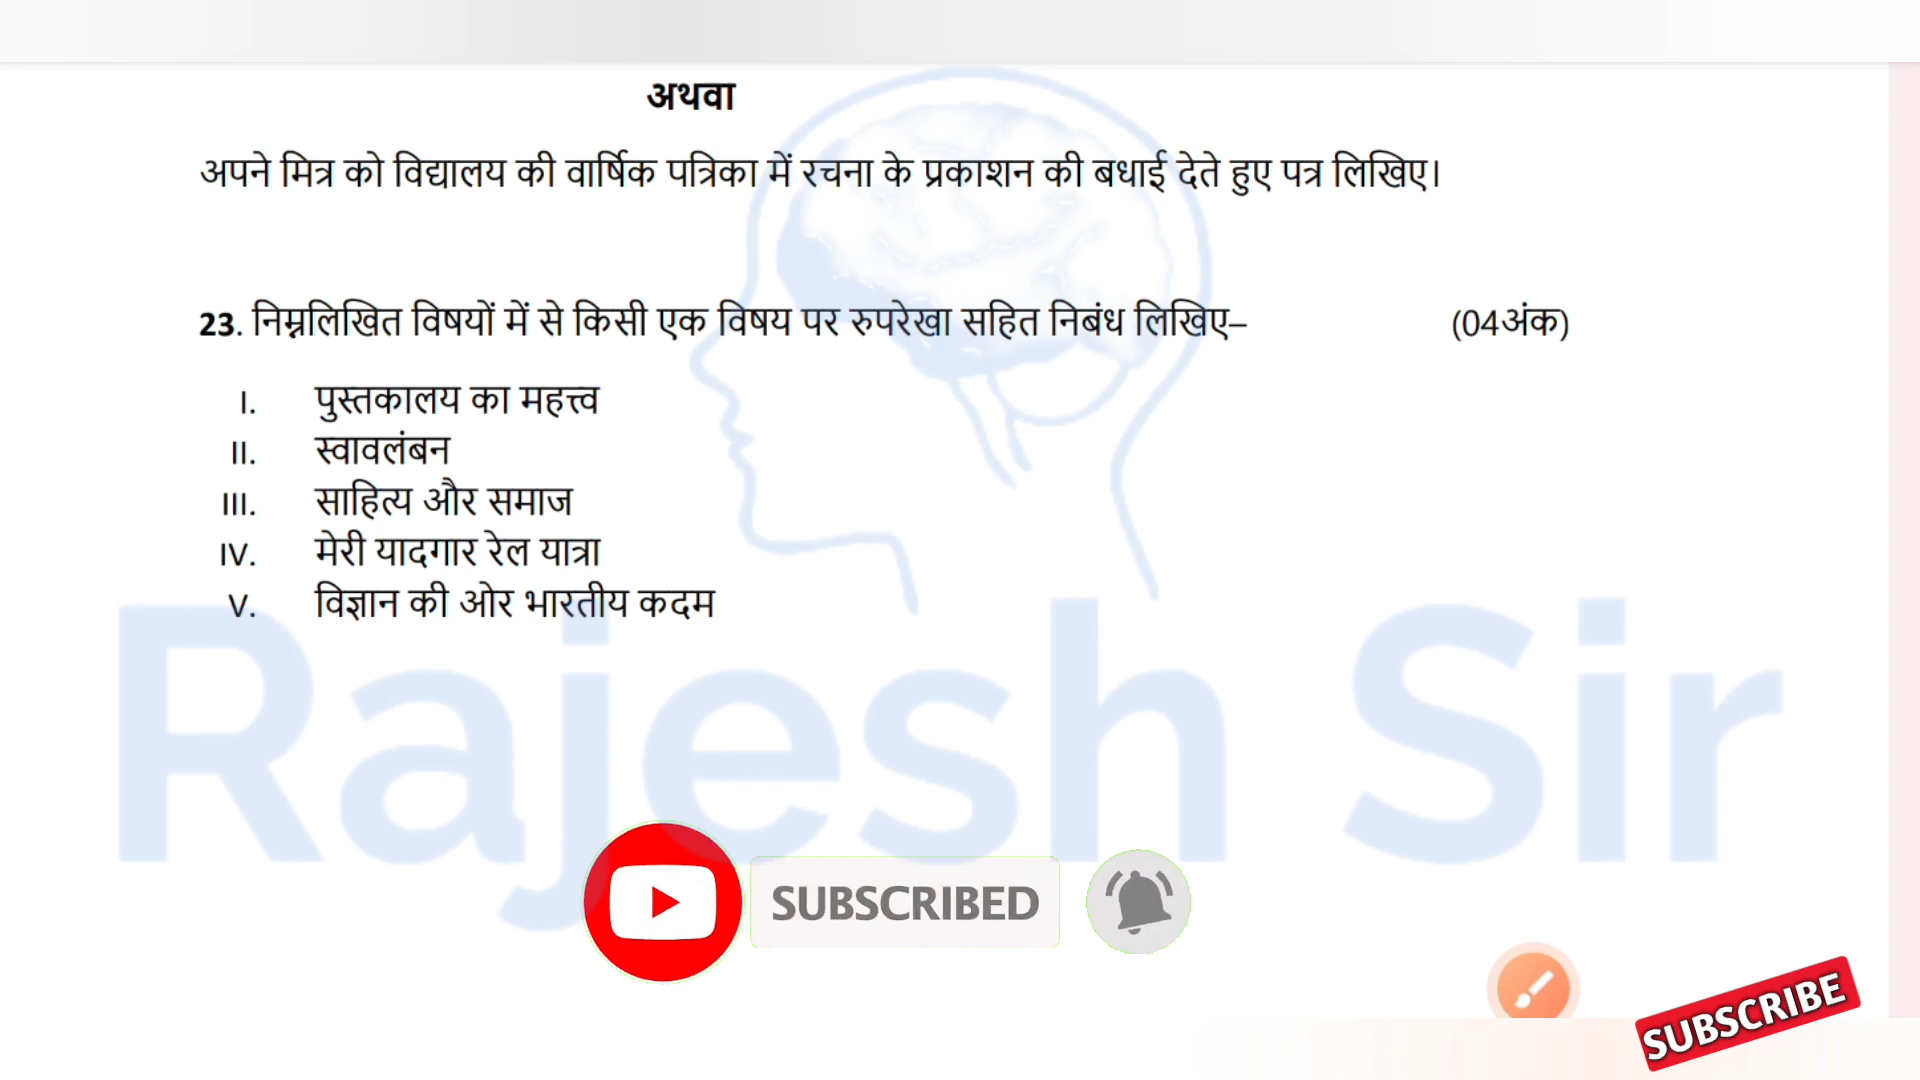 अथवा
अपने मित्र को विद्यालय की वार्षिक पत्रिका में रचना के प्रकाशन की बधाई देते हुए पत्र लिखिए।
23. निम्नलिखित विषयों में से किसी एक विषय पर रुपरेखा सहित निबंध लिखिए– (04अंक)
I. पुस्तकालय का महत्त्व
II. स्वावलंबन
III. साहित्य और समाज
IV. मेरी यादगार रेल यात्रा
V. विज्ञान की ओर भारतीय कदम
Rajesh Sir
SUBSCRIBED
SUBSCRIBE